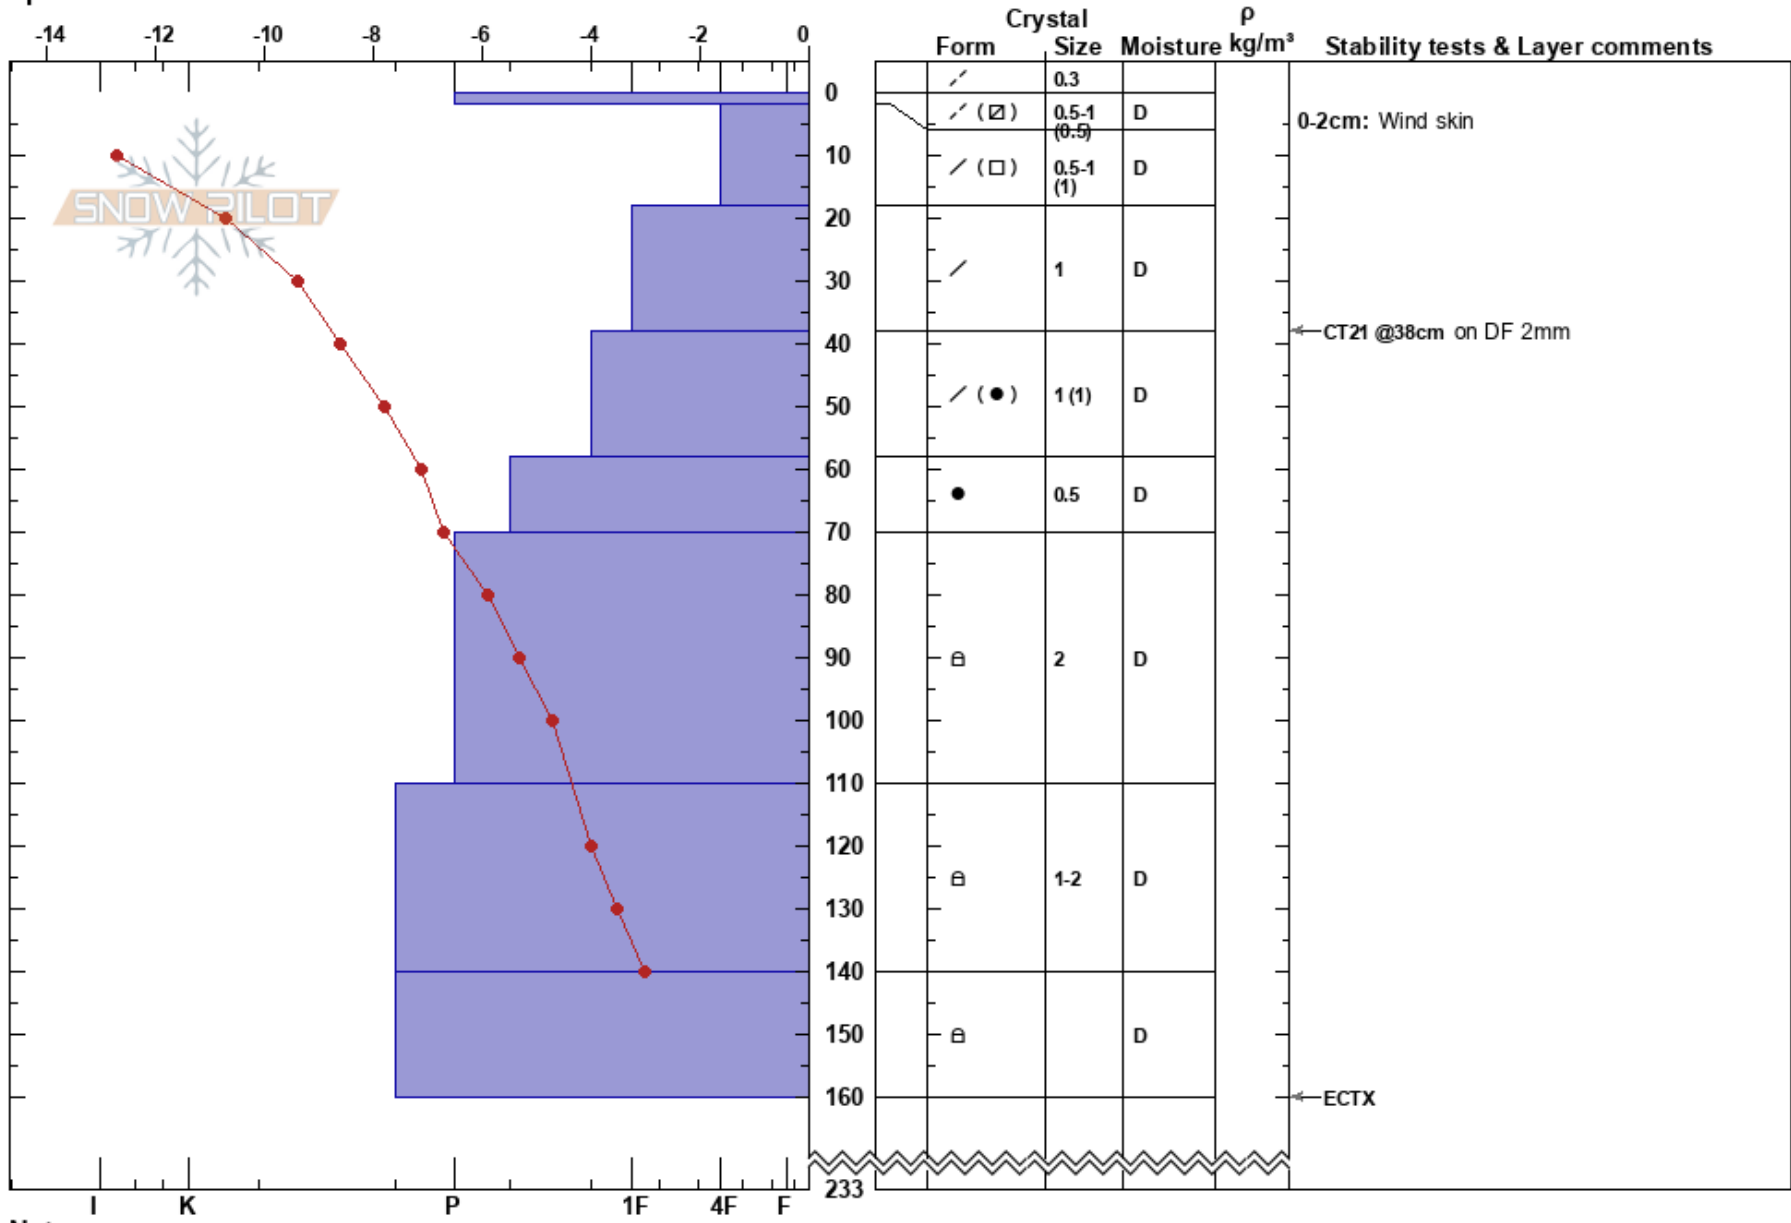 Crystal ρ
-14 -12 -10 -8 -6 -4 -2 0 Form Size Moisture kg/m³ Stability tests & Layer comments
0.3
0
( ) 0.5-1 D
(0.5)
0-2cm: Wind skin
10
( ) 0.5-1 D
(1)
SNOW PILOT
20
1 D
30
CT21 @38cm on DF 2mm
40
( ) 1 (1) D
50
60
0.5 D
70
80
90 2 D
100
110
120
1-2 D
130
140
150 D
160 ECTX
233
I K P 1F 4F F